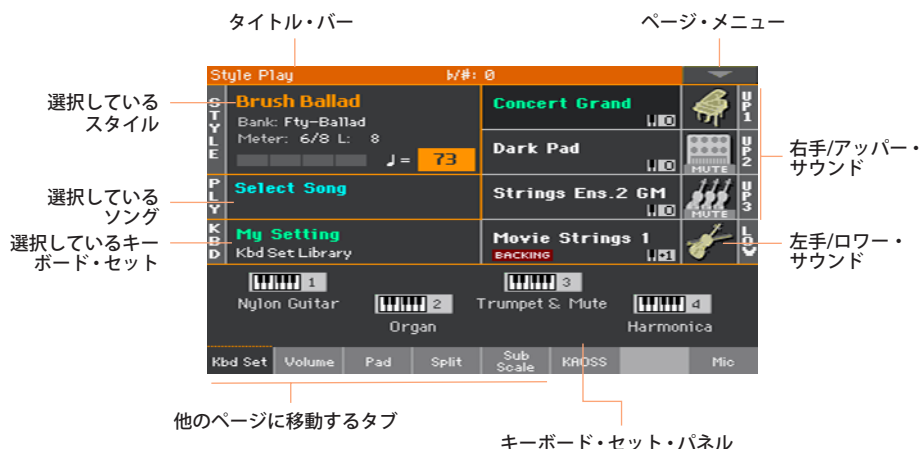 タイトル・バー
ページ・メニュー
Style Play
♭/#: 0
選択している
スタイル
STYLE
Brush Ballad
Bank: Fty-Ballad
Meter: 6/8 L: 8
♩= 73
Concert Grand
0
UP1
Dark Pad
0
MUTE
UP2
右手/アッパー・
サウンド
選択している
ソング
PLY
Select Song
Strings Ens.2 GM
0
MUTE
UP3
選択しているキー
ボード・セット
KBD
My Setting
Kbd Set Library
Movie Strings 1
BACKING
+1
LOW
左手/ロワー・
サウンド
1
Nylon Guitar
2
Organ
3
Trumpet & Mute
4
Harmonica
Kbd Set
Volume
Pad
Split
Sub
Scale
KAOSS
Mic
他のページに移動するタブ
キーボード・セット・パネル